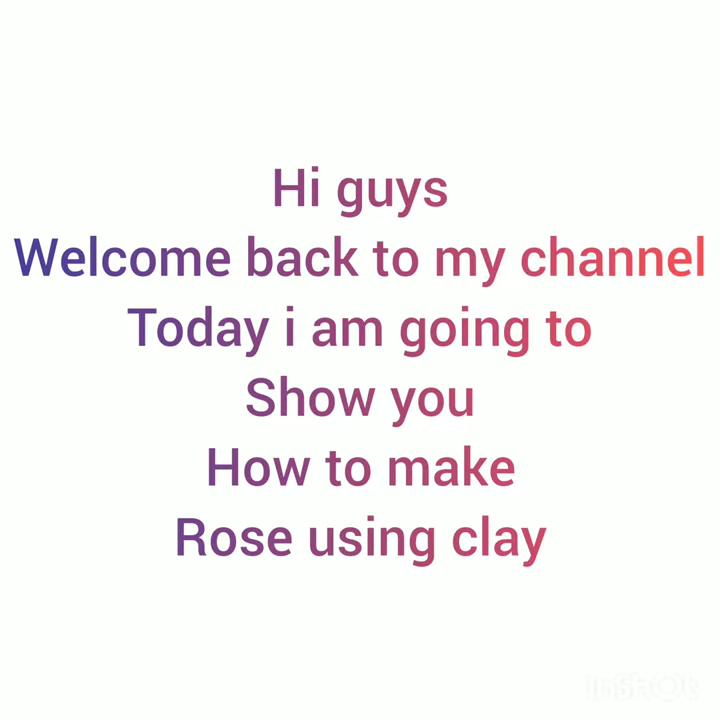 Hi guys
Welcome back to my channel
Today i am going to
Show you
How to make
Rose using clay
InShOt